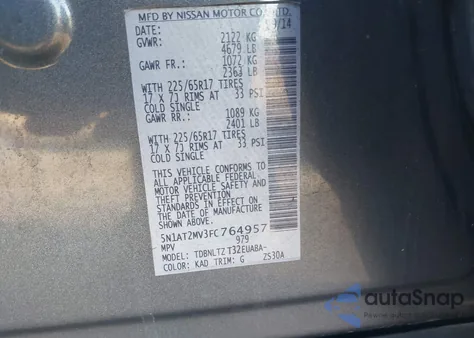 MFD BY NISSAN MOTOR CO., LTD.
DATE: 9/14
GVWR: 2122 KG
4679 LB
GAWR FR.: 1072 KG
2363 LB
WITH 225/65R17 TIRES
17 X 7J RIMS AT 33 PSI
COLD SINGLE
GAWR RR.: 1089 KG
2401 LB
WITH 225/65R17 TIRES
17 X 7J RIMS AT 33 PSI
COLD SINGLE
THIS VEHICLE CONFORMS TO
ALL APPLICABLE FEDERAL
MOTOR VEHICLE SAFETY AND
THEFT PREVENTION
STANDARDS IN EFFECT ON
THE DATE OF MANUFACTURE
SHOWN ABOVE.
5N1AT2MV3FC764957
MPV 979
MODEL: TDBNLTZ T32EUABA-
COLOR: KAD TRIM: G ZS30A
autaSnap